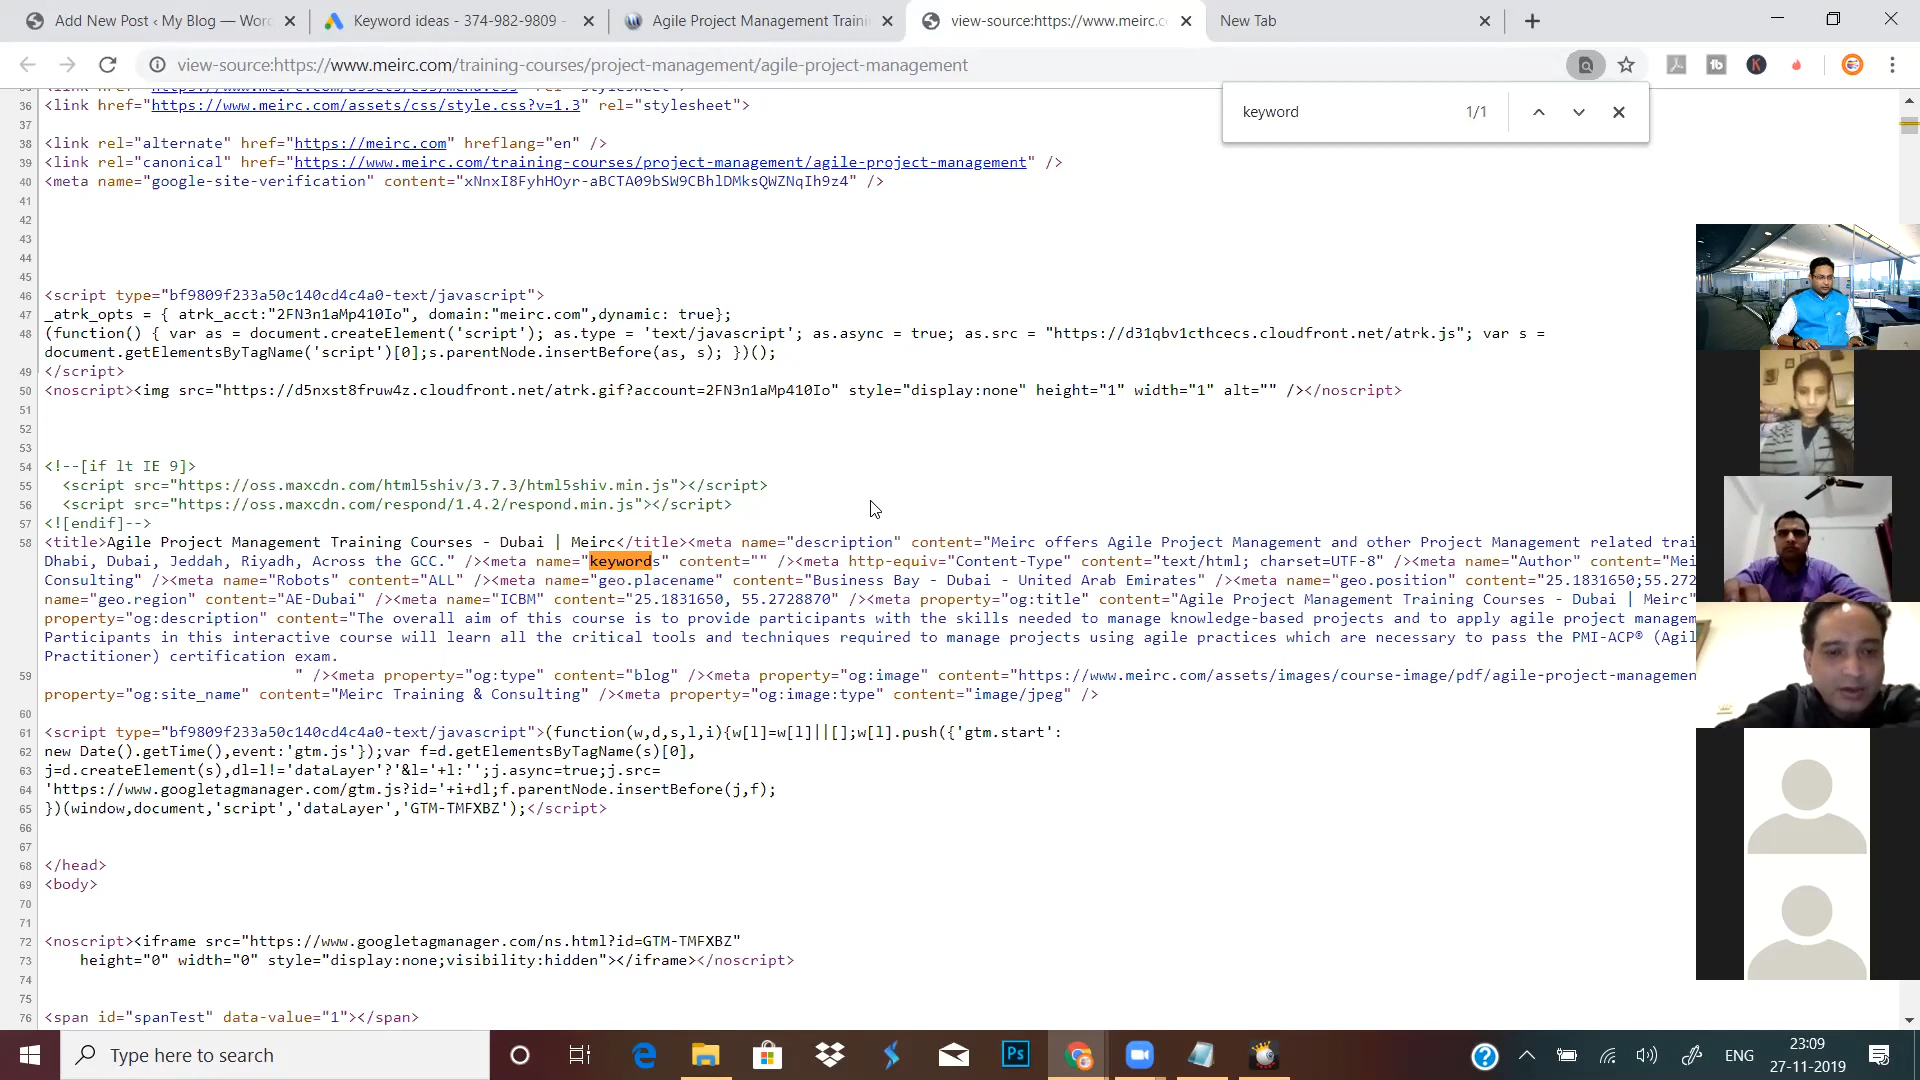 Add New Post ‹ My Blog — Word
Keyword ideas - 374-982-9809 -
Agile Project Management Traini
view-source:https://www.meirc.co
New Tab
view-source:https://www.meirc.com/training-courses/project-management/agile-project-management
keyword 1/1
36 <link href="https://www.meirc.com/assets/css/style.css?v=1.3" rel="stylesheet">
37
38 <link rel="alternate" href="https://meirc.com" hreflang="en" />
39 <link rel="canonical" href="https://www.meirc.com/training-courses/project-management/agile-project-management" />
40 <meta name="google-site-verification" content="xNnxI8FyhHOyr-aBCTA09bSW9CBhlDMksQWZNqIh9z4" />
41
42
43
44
45
46 <script type="bf9809f233a50c140cd4c4a0-text/javascript">
47 _atrk_opts = { atrk_acct:"2FN3n1aMp410Io", domain:"meirc.com",dynamic: true};
48 (function() { var as = document.createElement('script'); as.type = 'text/javascript'; as.async = true; as.src = "https://d31qbv1cthcecs.cloudfront.net/atrk.js"; var s =
document.getElementsByTagName('script')[0];s.parentNode.insertBefore(as, s); })();
49 </script>
50 <noscript><img src="https://d5nxst8fruw4z.cloudfront.net/atrk.gif?account=2FN3n1aMp410Io" style="display:none" height="1" width="1" alt="" /></noscript>
51
52
53
54 <!--[if lt IE 9]>
55 <script src="https://oss.maxcdn.com/html5shiv/3.7.3/html5shiv.min.js"></script>
56 <script src="https://oss.maxcdn.com/respond/1.4.2/respond.min.js"></script>
57 <![endif]-->
58 <title>Agile Project Management Training Courses - Dubai | Meirc</title><meta name="description" content="Meirc offers Agile Project Management and other Project Management related trai
Dhabi, Dubai, Jeddah, Riyadh, Across the GCC." /><meta name="keywords" content="" /><meta http-equiv="Content-Type" content="text/html; charset=UTF-8" /><meta name="Author" content="Mei
Consulting" /><meta name="Robots" content="ALL" /><meta name="geo.placename" content="Business Bay - Dubai - United Arab Emirates" /><meta name="geo.position" content="25.1831650;55.272
name="geo.region" content="AE-Dubai" /><meta name="ICBM" content="25.1831650, 55.2728870" /><meta property="og:title" content="Agile Project Management Training Courses - Dubai | Meirc"
property="og:description" content="The overall aim of this course is to provide participants with the skills needed to manage knowledge-based projects and to apply agile project managem
Participants in this interactive course will learn all the critical tools and techniques required to manage projects using agile practices which are necessary to pass the PMI-ACP® (Agil
Practitioner) certification exam.
59 " /><meta property="og:type" content="blog" /><meta property="og:image" content="https://www.meirc.com/assets/images/course-image/pdf/agile-project-managemen
property="og:site_name" content="Meirc Training & Consulting" /><meta property="og:image:type" content="image/jpeg" />
60
61 <script type="bf9809f233a50c140cd4c4a0-text/javascript">(function(w,d,s,l,i){w[l]=w[l]||[];w[l].push({'gtm.start':
62 new Date().getTime(),event:'gtm.js'});var f=d.getElementsByTagName(s)[0],
63 j=d.createElement(s),dl=l!='dataLayer'?'&l='+l:'';j.async=true;j.src=
64 'https://www.googletagmanager.com/gtm.js?id='+i+dl;f.parentNode.insertBefore(j,f);
65 })(window,document,'script','dataLayer','GTM-TMFXBZ');</script>
66
67
68 </head>
69 <body>
70
71
72 <noscript><iframe src="https://www.googletagmanager.com/ns.html?id=GTM-TMFXBZ"
73 height="0" width="0" style="display:none;visibility:hidden"></iframe></noscript>
74
75
76 <span id="spanTest" data-value="1"></span>
Type here to search
Ps
ENG
23:09
27-11-2019